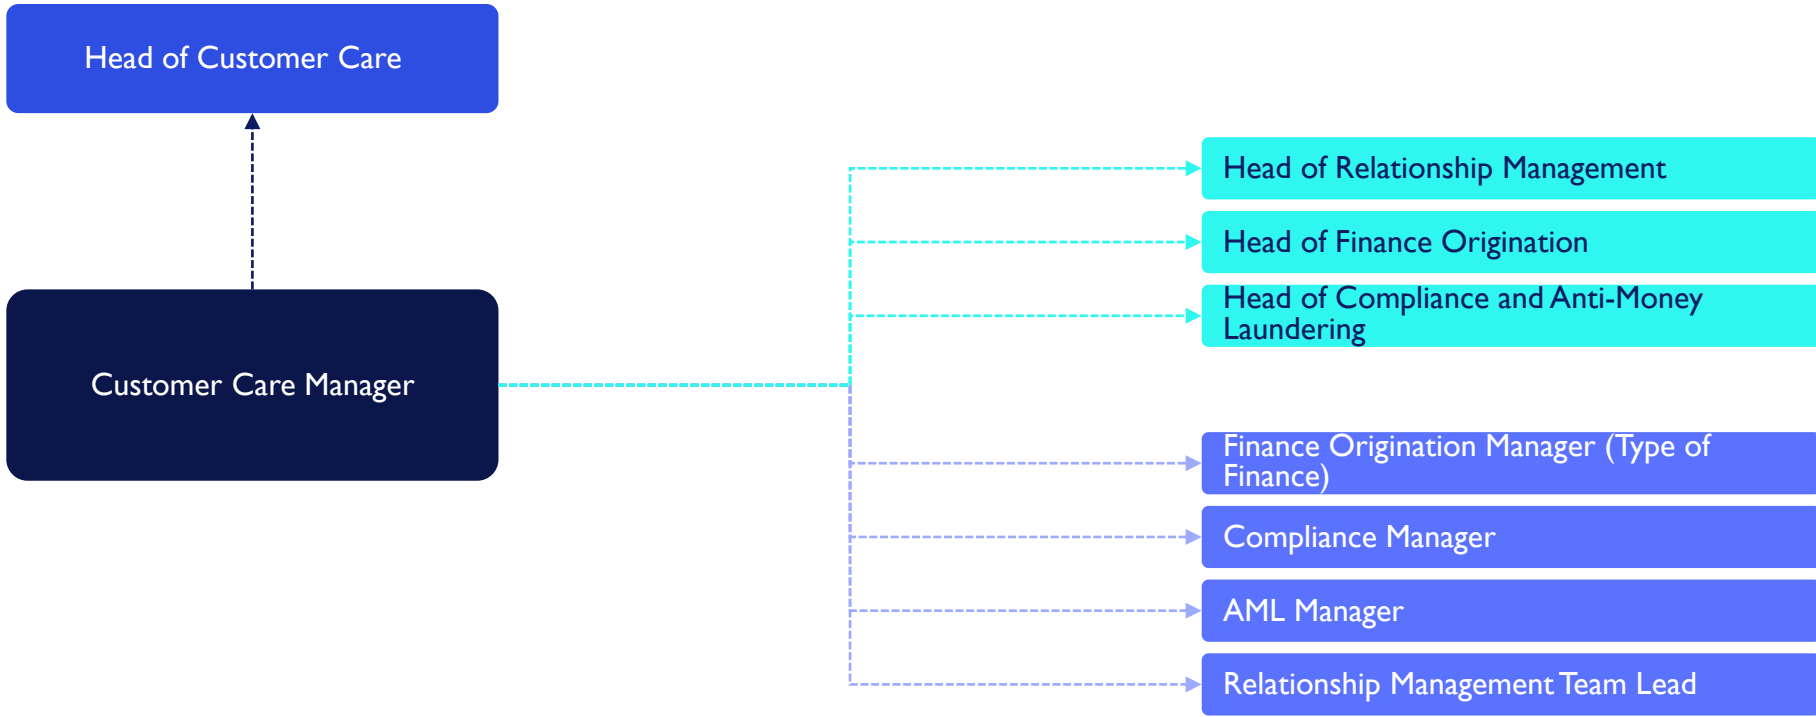 Head of Customer Care
Customer Care Manager
Head of Relationship Management
Head of Finance Origination
Head of Compliance and Anti-Money
Laundering
Finance Origination Manager (Type of
Finance)
Compliance Manager
AML Manager
Relationship Management Team Lead